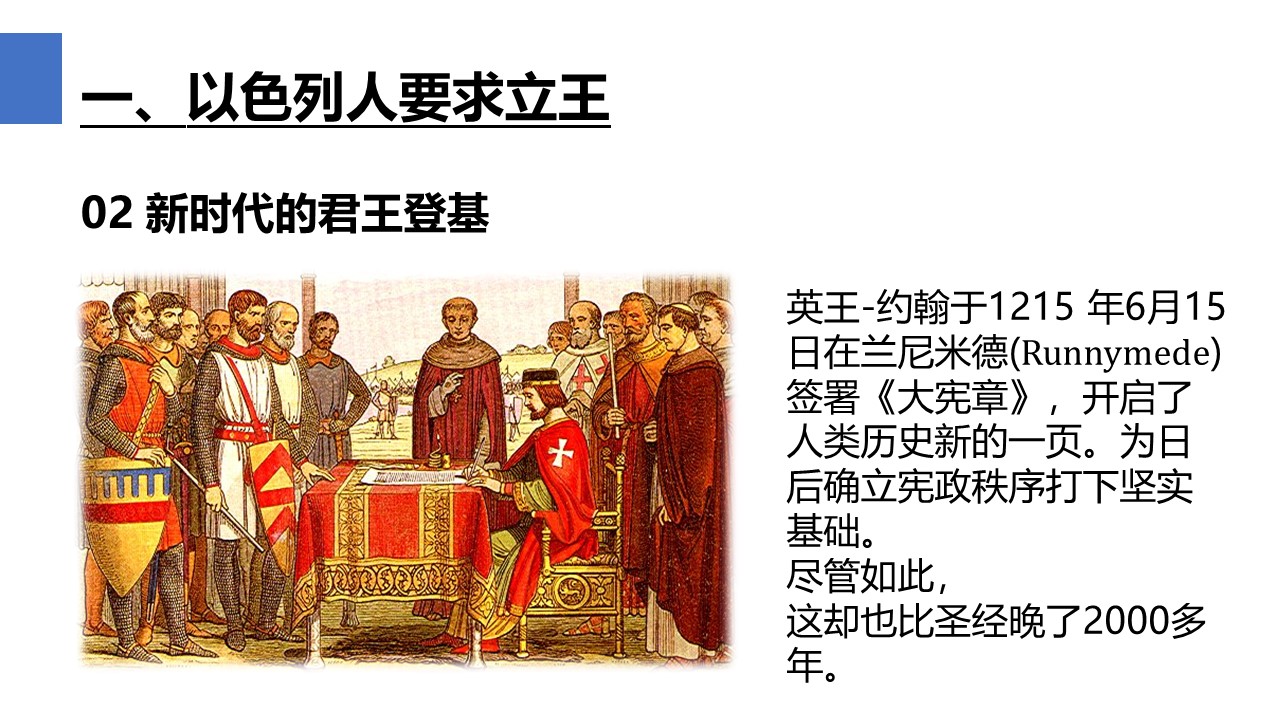 一、以色列人要求立王
02 新时代的君王登基
英王-约翰于1215 年6月15
日在兰尼米德(Runnymede)
签署《大宪章》，开启了
人类历史新的一页。为日
后确立宪政秩序打下坚实
基础。
尽管如此，
这却也比圣经晚了2000多
年。